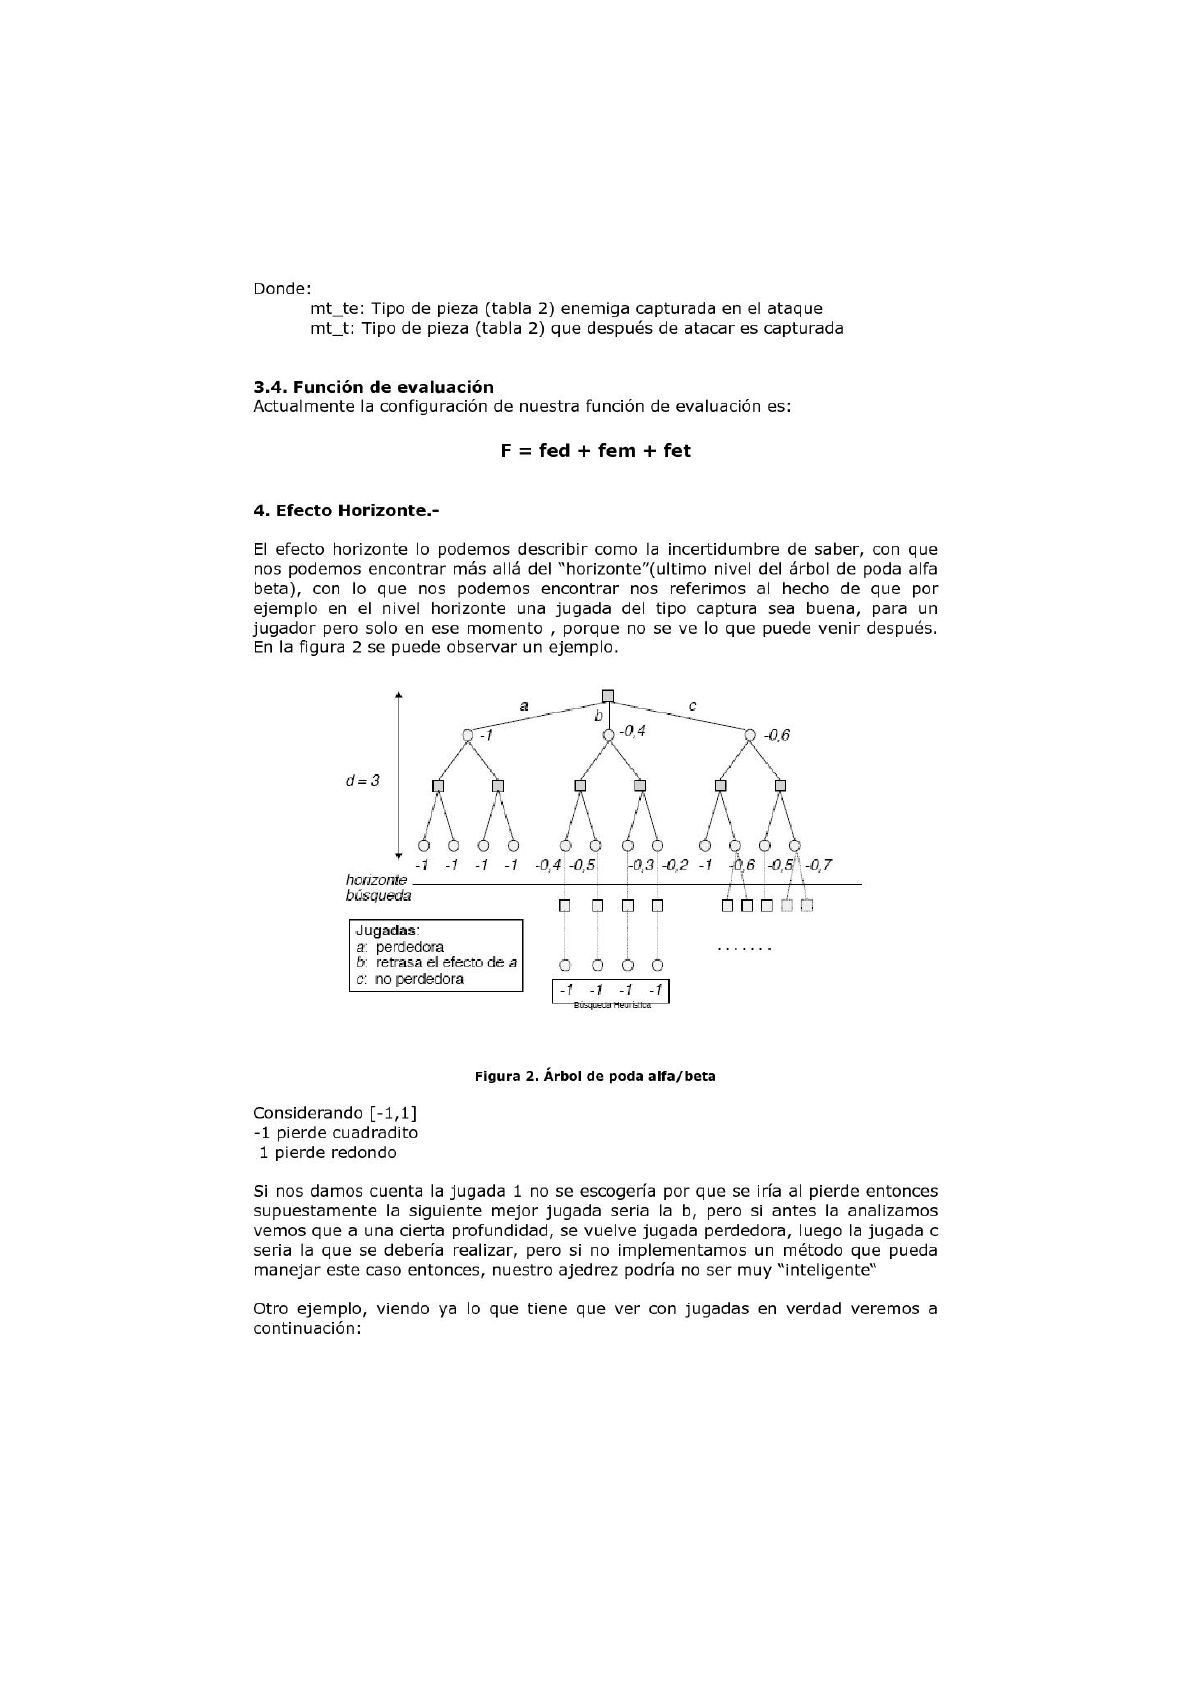 Donde:
mt_te: Tipo de pieza (tabla 2) enemiga capturada en el ataque
mt_t: Tipo de pieza (tabla 2) que después de atacar es capturada
3.4. Función de evaluación
Actualmente la configuración de nuestra función de evaluación es:
F = fed + fem + fet
4. Efecto Horizonte.-
El efecto horizonte lo podemos describir como la incertidumbre de saber, con que
nos podemos encontrar más allá del “horizonte”(ultimo nivel del árbol de poda alfa
beta), con lo que nos podemos encontrar nos referimos al hecho de que por
ejemplo en el nivel horizonte una jugada del tipo captura sea buena, para un
jugador pero solo en ese momento , porque no se ve lo que puede venir después.
En la figura 2 se puede observar un ejemplo.
a b c
-1 -0,4 -0,6
d = 3
-1 -1 -1 -1 -0,4 -0,5 -0,3 -0,2 -1 -0,6 -0,5 -0,7
horizonte
búsqueda
Jugadas:
a: perdedora
b: retrasa el efecto de a
c: no perdedora
.......
-1 -1 -1 -1
Búsqueda Heurística
Figura 2. Árbol de poda alfa/beta
Considerando [-1,1]
-1 pierde cuadradito
1 pierde redondo
Si nos damos cuenta la jugada 1 no se escogería por que se iría al pierde entonces
supuestamente la siguiente mejor jugada seria la b, pero si antes la analizamos
vemos que a una cierta profundidad, se vuelve jugada perdedora, luego la jugada c
seria la que se debería realizar, pero si no implementamos un método que pueda
manejar este caso entonces, nuestro ajedrez podría no ser muy “inteligente“
Otro ejemplo, viendo ya lo que tiene que ver con jugadas en verdad veremos a
continuación: